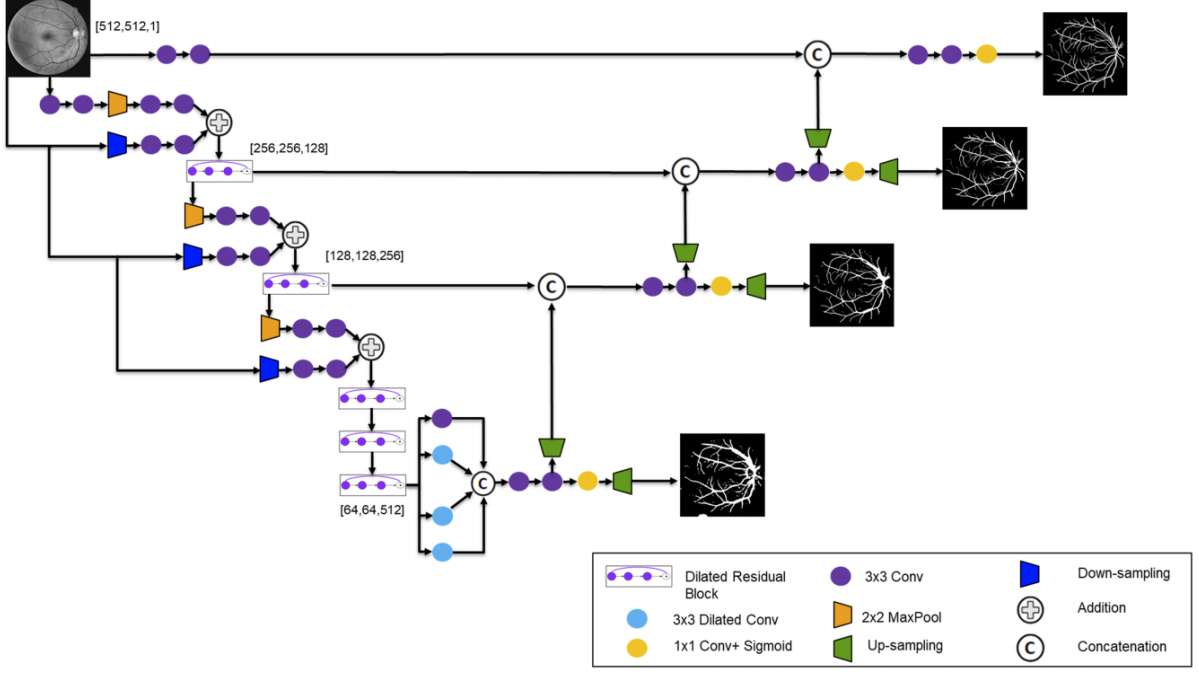 [512,512,1]
C
[256,256,128]
C
[128,128,256]
C
C
[64,64,512]
Dilated Residual
Block
3x3 Conv
Down-sampling
3x3 Dilated Conv
2x2 MaxPool
Addition
1x1 Conv+ Sigmoid
Up-sampling
C
Concatenation